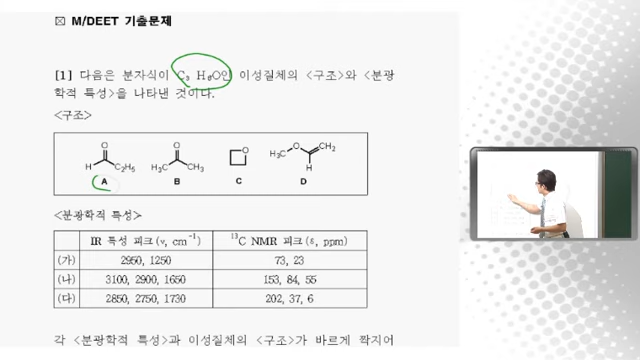 M/DEET 기출문제
[1] 다음은 분자식이 C₃ H₆O인 이성질체의 <구조>와 <분광
학적 특성>을 나타낸 것이다.
<구조>
O O O H₃C O CH₂
H C₂H₅ H₃C CH₃ H
A B C D
<분광학적 특성>
IR 특성 피크(ν, cm⁻¹) ¹³C NMR 피크(δ, ppm)
(가) 2950, 1250 73, 23
(나) 3100, 2900, 1650 153, 84, 55
(다) 2850, 2750, 1730 202, 37, 6
각 <분광학적 특성>과 이성질체의 <구조>가 바르게 짝지어